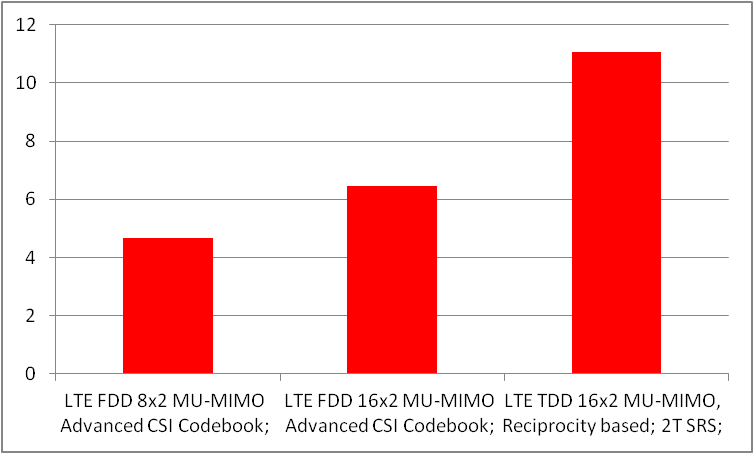 12
10
8
6
4
2
0
LTE FDD 8x2 MU-MIMO
Advanced CSI Codebook;
LTE FDD 16x2 MU-MIMO
Advanced CSI Codebook;
LTE TDD 16x2 MU-MIMO,
Reciprocity based; 2T SRS;